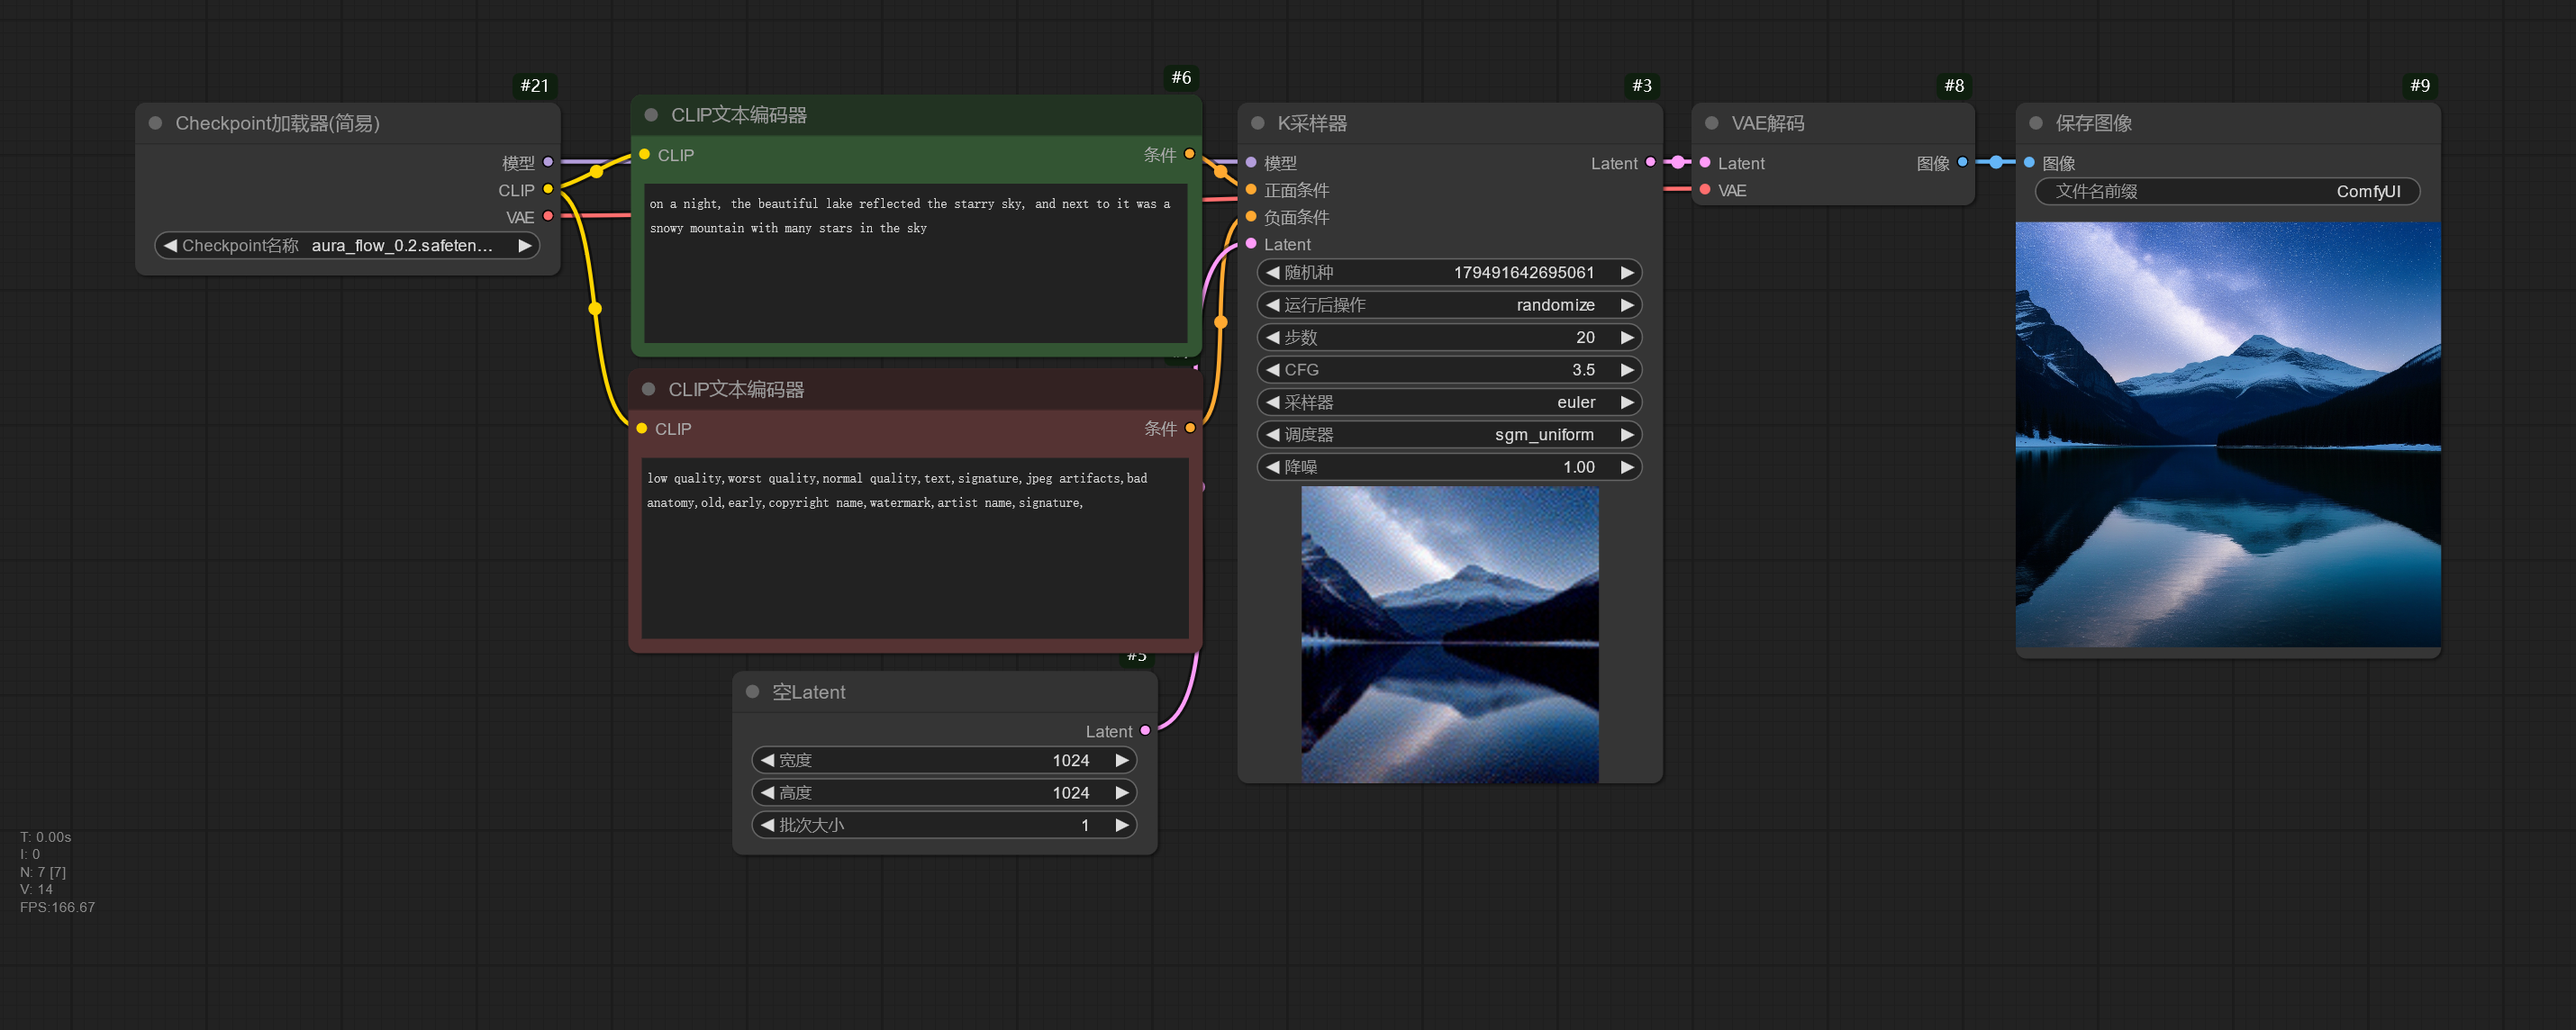 #21
Checkpoint加载器(简易)
模型
CLIP
VAE
Checkpoint名称 aura_flow_0.2.safeten...
#6
CLIP文本编码器
CLIP 条件
on a night, the beautiful lake reflected the starry sky, and next to it was a
snowy mountain with many stars in the sky
CLIP文本编码器
CLIP 条件
low quality,worst quality,normal quality,text,signature,jpeg artifacts,bad
anatomy,old,early,copyright name,watermark,artist name,signature,
#5
空Latent
Latent
宽度 1024
高度 1024
批次大小 1
#3
K采样器
模型 Latent
正面条件
负面条件
Latent
随机种 179491642695061
运行后操作 randomize
步数 20
CFG 3.5
采样器 euler
调度器 sgm_uniform
降噪 1.00
#8
VAE解码
Latent 图像
VAE
#9
保存图像
图像
文件名前缀 ComfyUI
T: 0.00s
I: 0
N: 7 [7]
V: 14
FPS:166.67